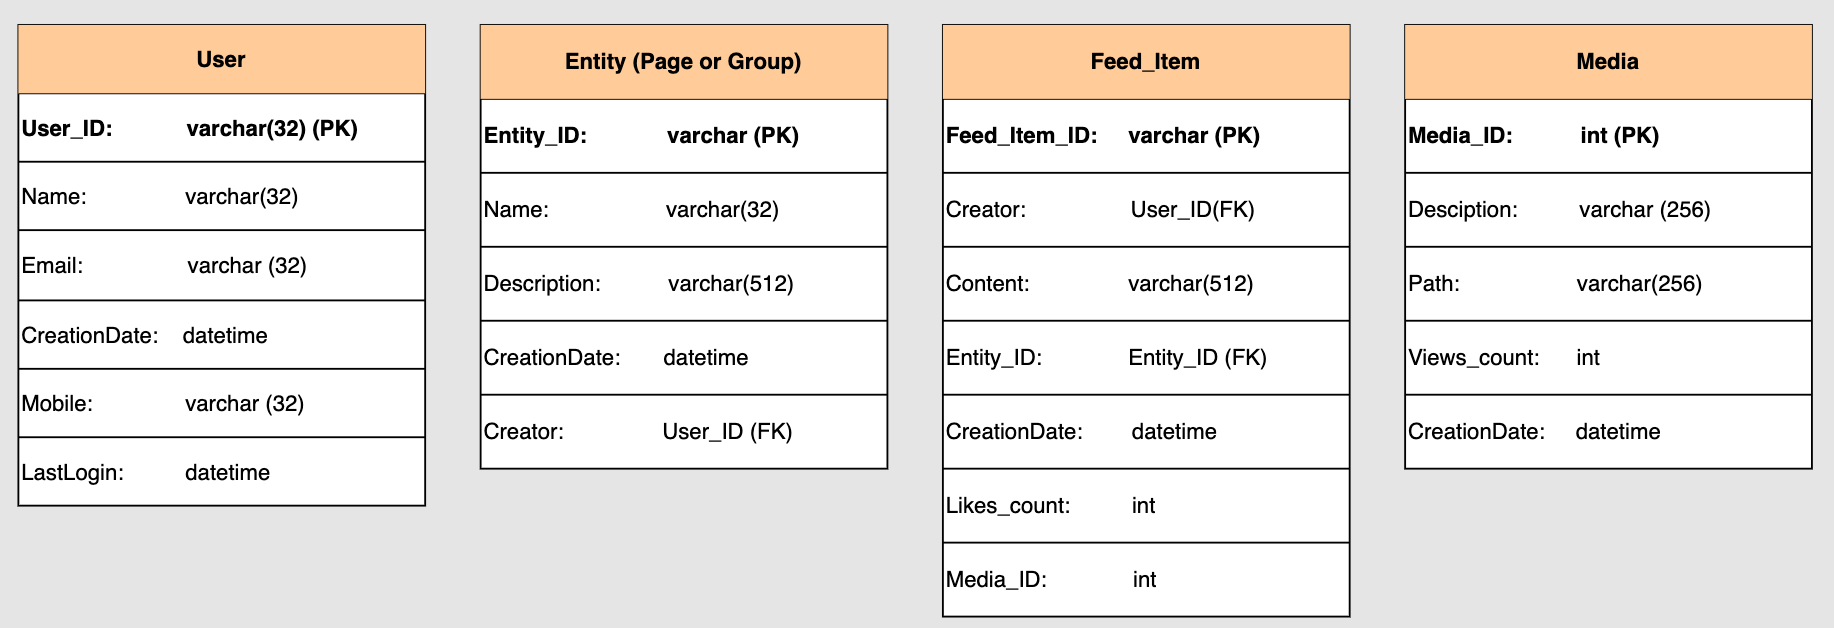 User
User_ID: varchar(32) (PK)
Name: varchar(32)
Email: varchar (32)
CreationDate: datetime
Mobile: varchar (32)
LastLogin: datetime
Entity (Page or Group)
Entity_ID: varchar (PK)
Name: varchar(32)
Description: varchar(512)
CreationDate: datetime
Creator: User_ID (FK)
Feed_Item
Feed_Item_ID: varchar (PK)
Creator: User_ID(FK)
Content: varchar(512)
Entity_ID: Entity_ID (FK)
CreationDate: datetime
Likes_count: int
Media_ID: int
Media
Media_ID: int (PK)
Desciption: varchar (256)
Path: varchar(256)
Views_count: int
CreationDate: datetime